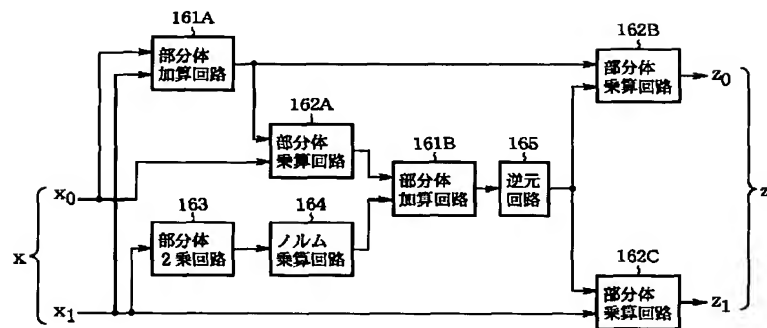 161A
部分体
加算回路
162B
部分体
乗算回路
z0
162A
部分体
乗算回路
161B
部分体
加算回路
165
逆元
回路
x0
x
z
163
部分体
2乗回路
164
ノルム
乗算回路
162C
部分体
乗算回路
x1
z1